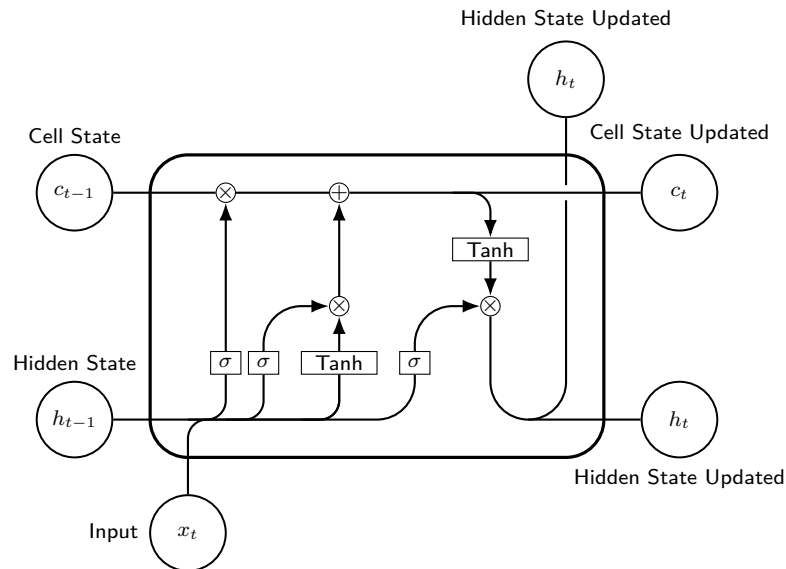 Hidden State Updated
h_t
Cell State
Cell State Updated
c_{t−1}
×
+
c_t
Tanh
×
×
Hidden State
σ
σ
Tanh
σ
h_{t−1}
h_t
Hidden State Updated
Input
x_t